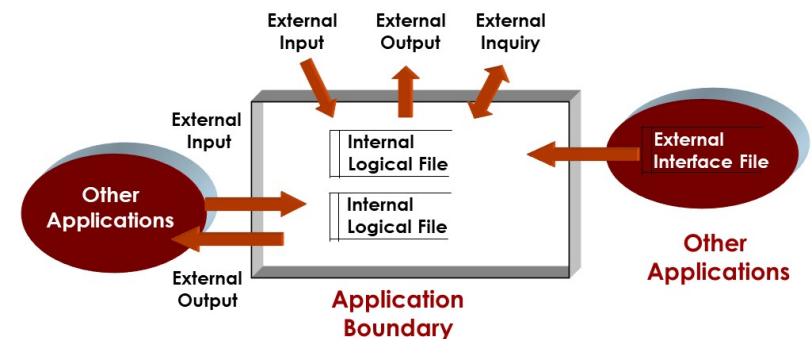 External
Input
External
Output
External
Inquiry
External
Input
Internal
Logical File
External
Interface File
Other
Applications
Internal
Logical File
External
Output
Other
Applications
Application
Boundary